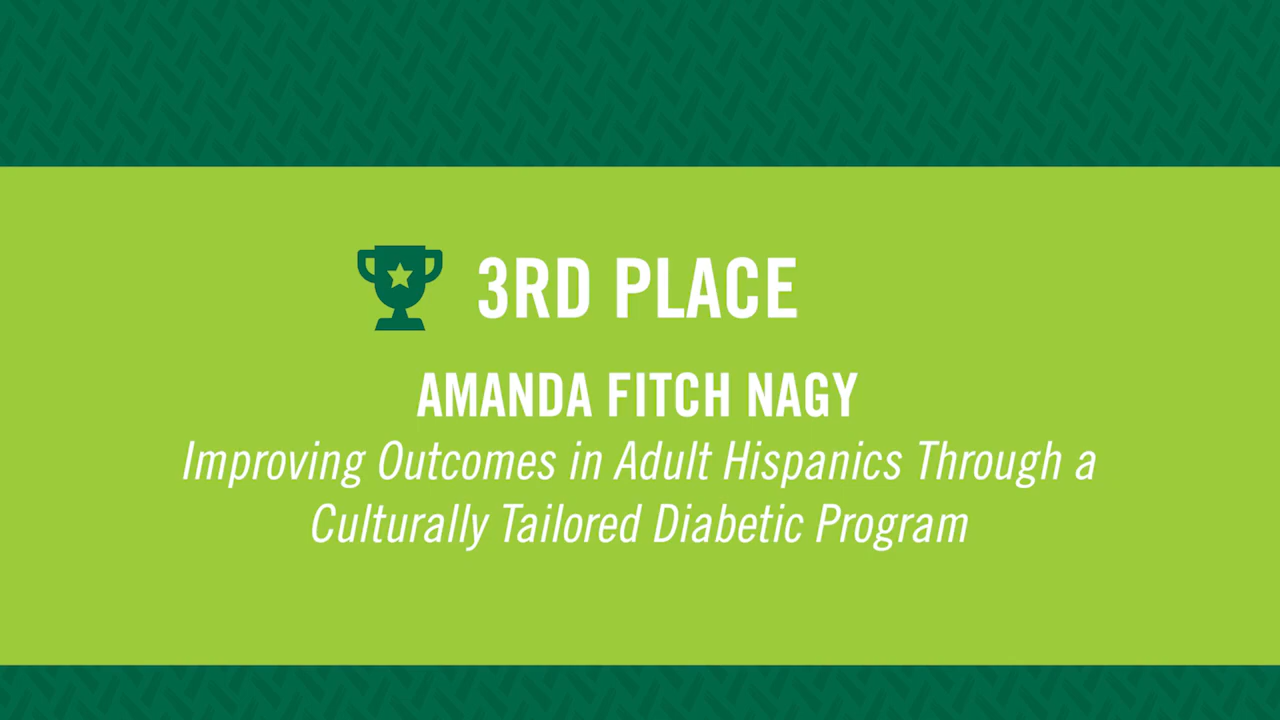 3RD PLACE
AMANDA FITCH NAGY
Improving Outcomes in Adult Hispanics Through a
Culturally Tailored Diabetic Program